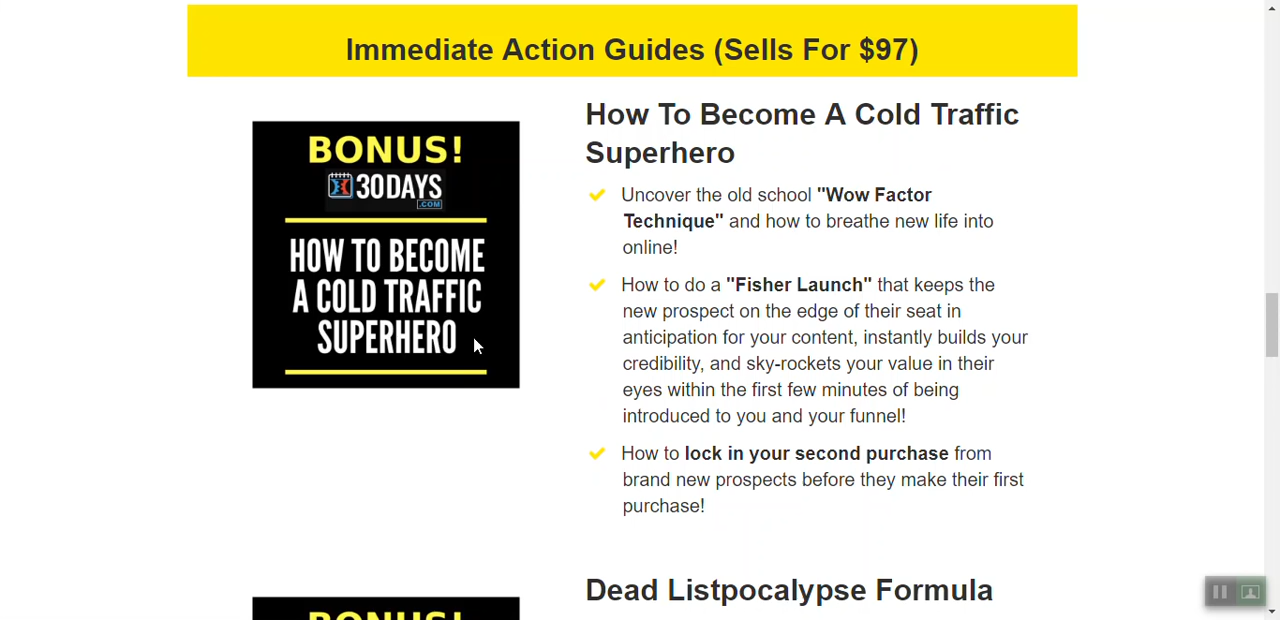 Immediate Action Guides (Sells For $97)
BONUS!
30DAYS
.COM
HOW TO BECOME
A COLD TRAFFIC
SUPERHERO
How To Become A Cold Traffic
Superhero
Uncover the old school "Wow Factor
Technique" and how to breathe new life into
online!
How to do a "Fisher Launch" that keeps the
new prospect on the edge of their seat in
anticipation for your content, instantly builds your
credibility, and sky-rockets your value in their
eyes within the first few minutes of being
introduced to you and your funnel!
How to lock in your second purchase from
brand new prospects before they make their first
purchase!
BONUS!
Dead Listpocalypse Formula